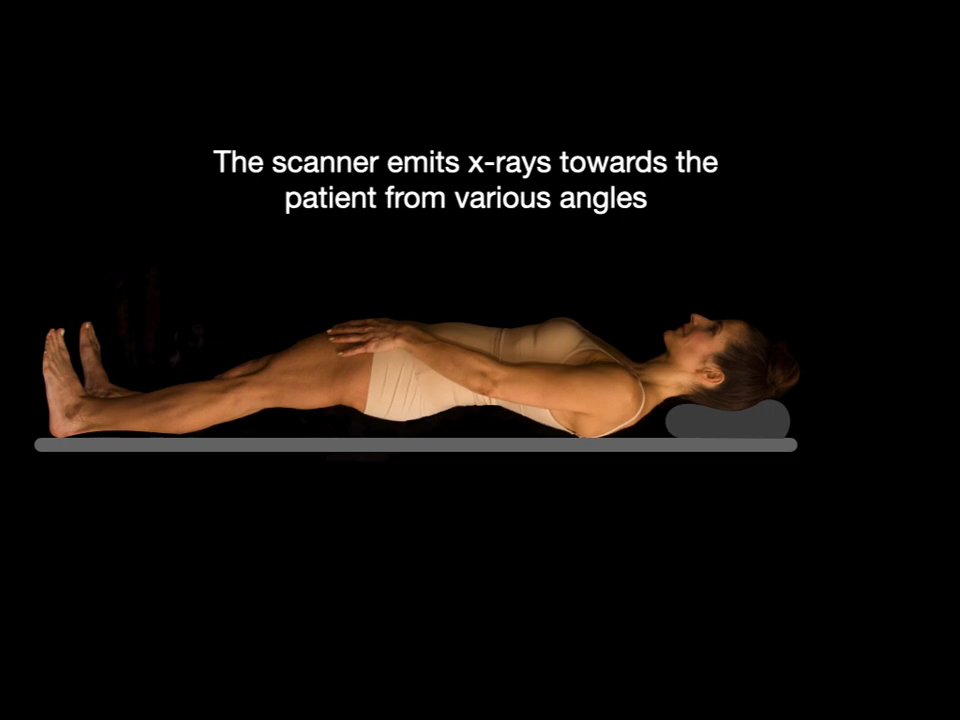 The scanner emits x-rays towards the
patient from various angles